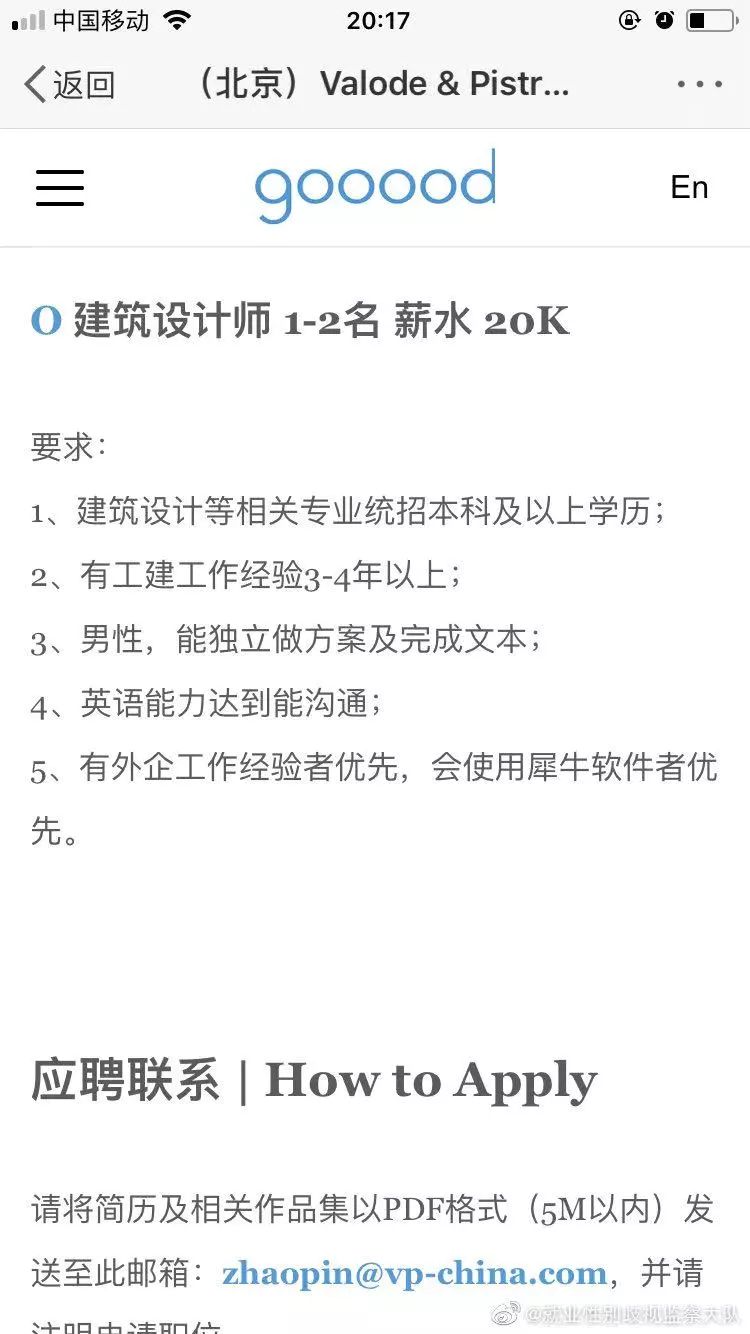 中国移动 20:17
返回 （北京）Valode & Pistr...
gooood En
O 建筑设计师 1-2名 薪水 20K
要求：
1、建筑设计等相关专业统招本科及以上学历；
2、有工建工作经验3-4年以上；
3、男性，能独立做方案及完成文本；
4、英语能力达到能沟通；
5、有外企工作经验者优先，会使用犀牛软件者优
先。
应聘联系 | How to Apply
请将简历及相关作品集以PDF格式（5M以内）发
送至此邮箱：zhaopin@vp-china.com，并请
注明申请职位
@就业性别歧视监察大队